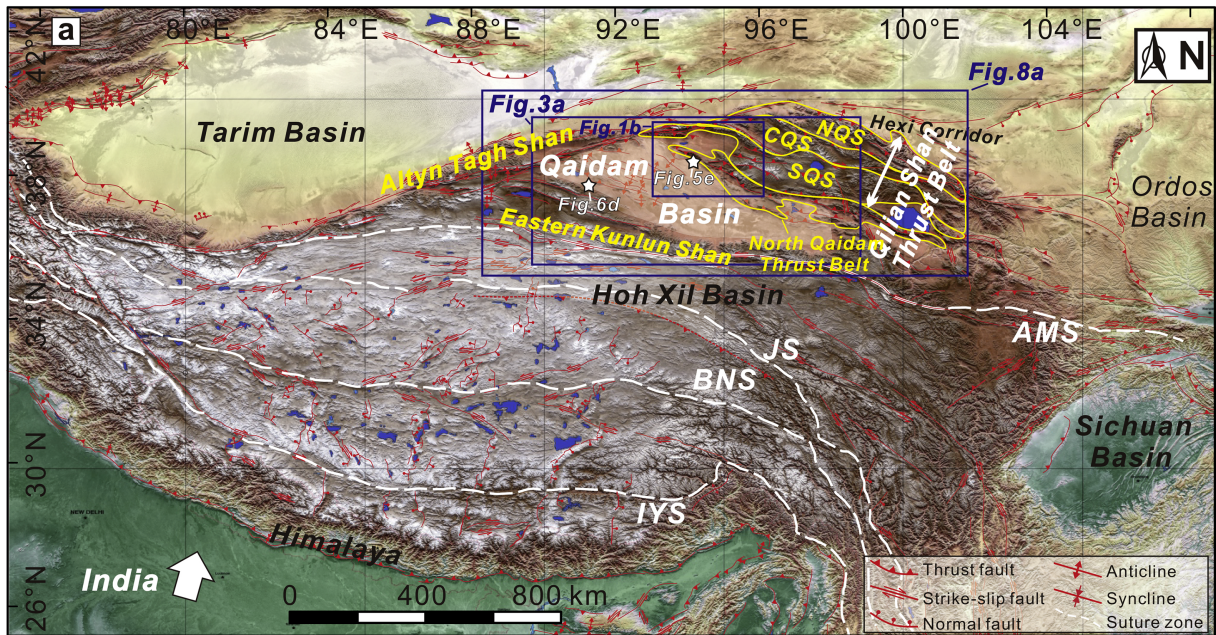 a
80°E
84°E
92°E
96°E
100°E
104°E
42°N
38°N
34°N
30°N
26°N
N
Fig.8a
Fig.3a
Fig.1b
Tarim Basin
Altyn Tagh Shan
Qaidam
Basin
Fig.6d
Fig.5e
CQS
NQS
SQS
Hexi Corridor
Qilian Shan
Thrust Belt
Ordos
Basin
Eastern Kunlun Shan
North Qaidam
Thrust Belt
Hoh Xil Basin
AMS
JS
BNS
IYS
Sichuan
Basin
NEW DELHI
Himalaya
India
0
400
800 km
Thrust fault
Strike-slip fault
Normal fault
Anticline
Syncline
Suture zone